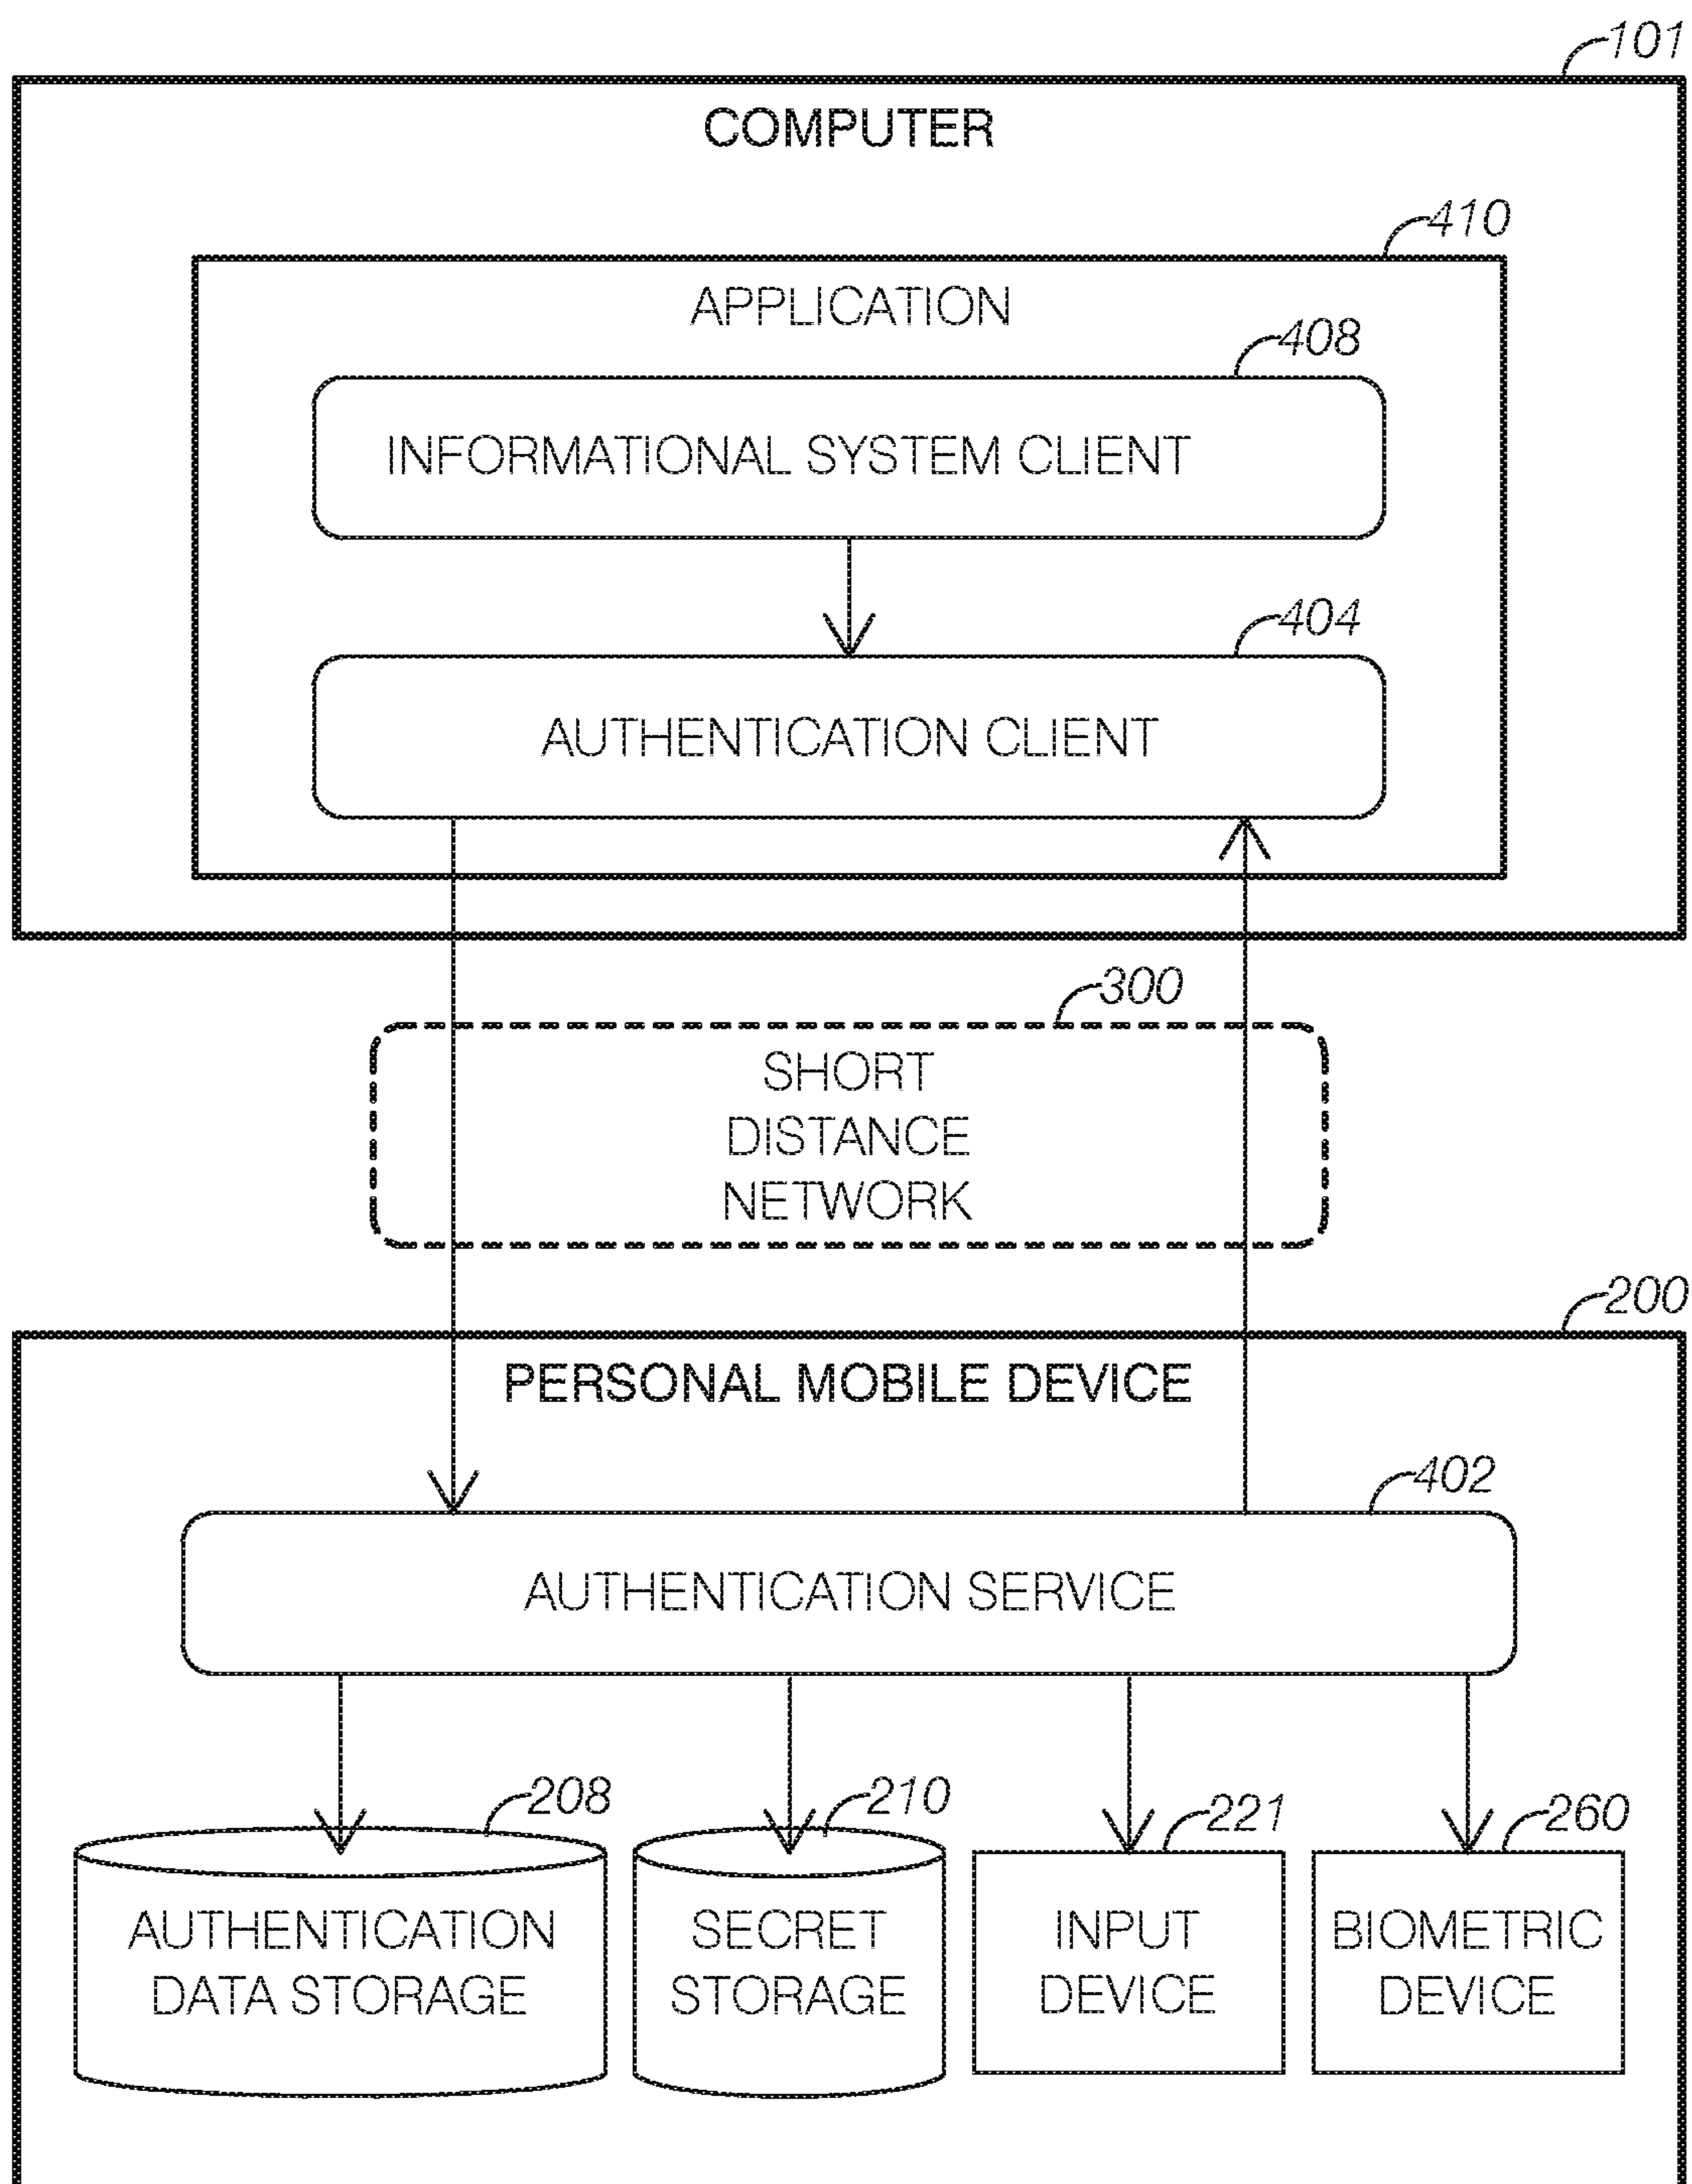 101
COMPUTER
410
APPLICATION
408
INFORMATIONAL SYSTEM CLIENT
404
AUTHENTICATION CLIENT
300
SHORT
DISTANCE
NETWORK
200
PERSONAL MOBILE DEVICE
402
AUTHENTICATION SERVICE
208
AUTHENTICATION
DATA STORAGE
210
SECRET
STORAGE
221
INPUT
DEVICE
260
BIOMETRIC
DEVICE